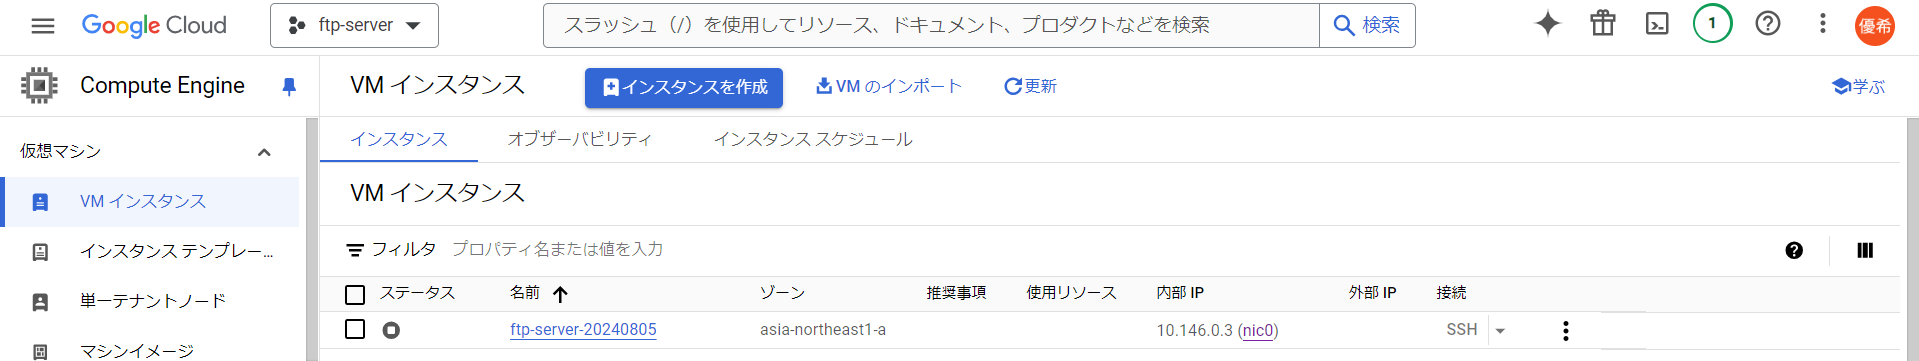 Google Cloud
ftp-server
スラッシュ（/）を使用してリソース、ドキュメント、プロダクトなどを検索
検索
1
優希
Compute Engine
VM インスタンス
インスタンスを作成
VM のインポート
更新
学ぶ
仮想マシン
VM インスタンス
インスタンス テンプレー...
単一テナントノード
マシンイメージ
インスタンス
オブザーバビリティ
インスタンス スケジュール
VM インスタンス
フィルタ
プロパティ名または値を入力
ステータス
名前
ゾーン
推奨事項
使用リソース
内部 IP
外部 IP
接続
ftp-server-20240805
asia-northeast1-a
10.146.0.3 (nic0)
SSH